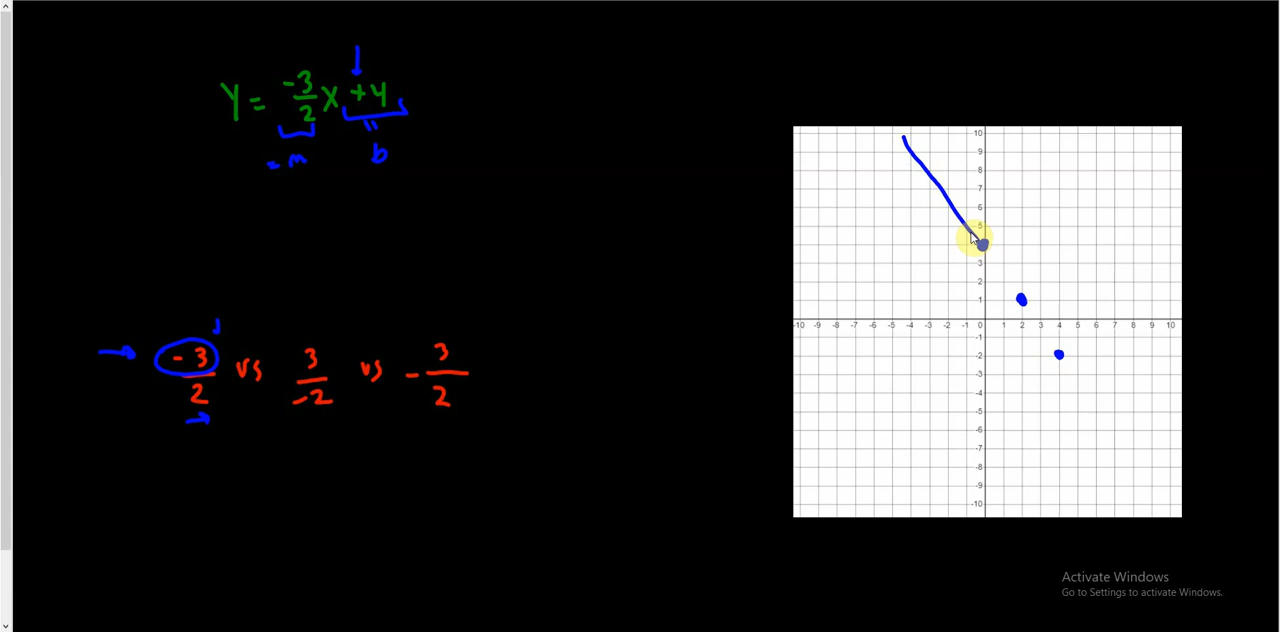 Y = -3/2 X + 4
= m
= b
-3/2 vs 3/-2 vs - 3/2
10
9
8
7
6
5
3
2
1
-10 -9 -8 -7 -6 -5 -4 -3 -2 -1 0 1 2 3 4 5 6 7 8 9 10
-1
-2
-3
-4
-5
-6
-7
-8
-9
-10
Activate Windows
Go to Settings to activate Windows.